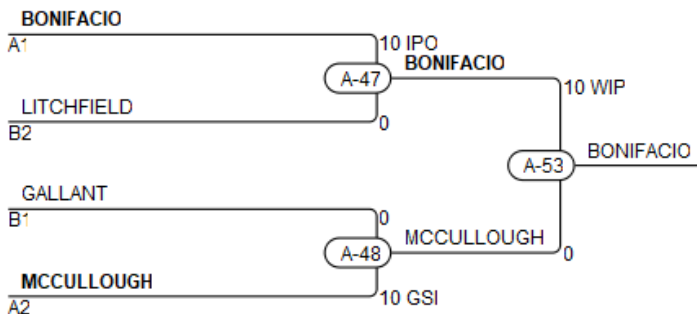 BONIFACIO
A1
10 IPO
A-47
BONIFACIO
10 WIP
LITCHFIELD
B2
0
A-53
BONIFACIO
GALLANT
B1
0
A-48
MCCULLOUGH
0
MCCULLOUGH
A2
10 GSI